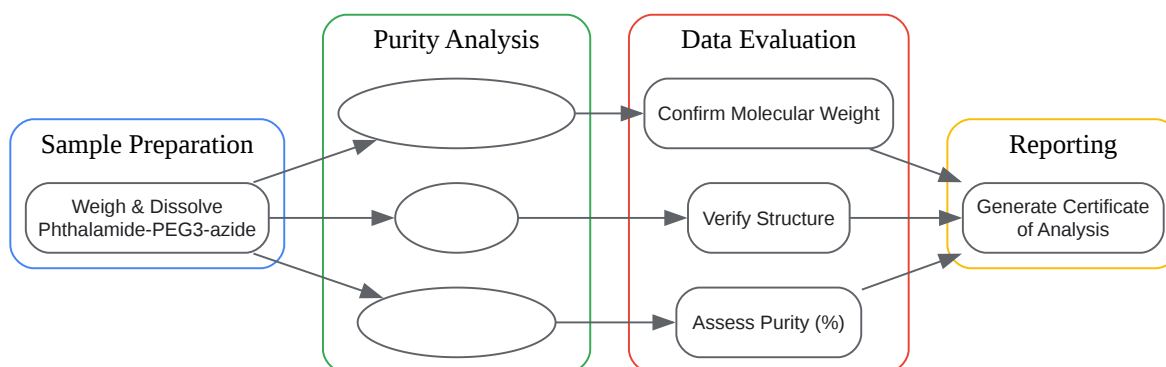 Purity Analysis
Data Evaluation
Confirm Molecular Weight
Sample Preparation
Reporting
Weigh & Dissolve
Phthalamide-PEG3-azide
Verify Structure
Generate Certificate
of Analysis
Assess Purity (%)